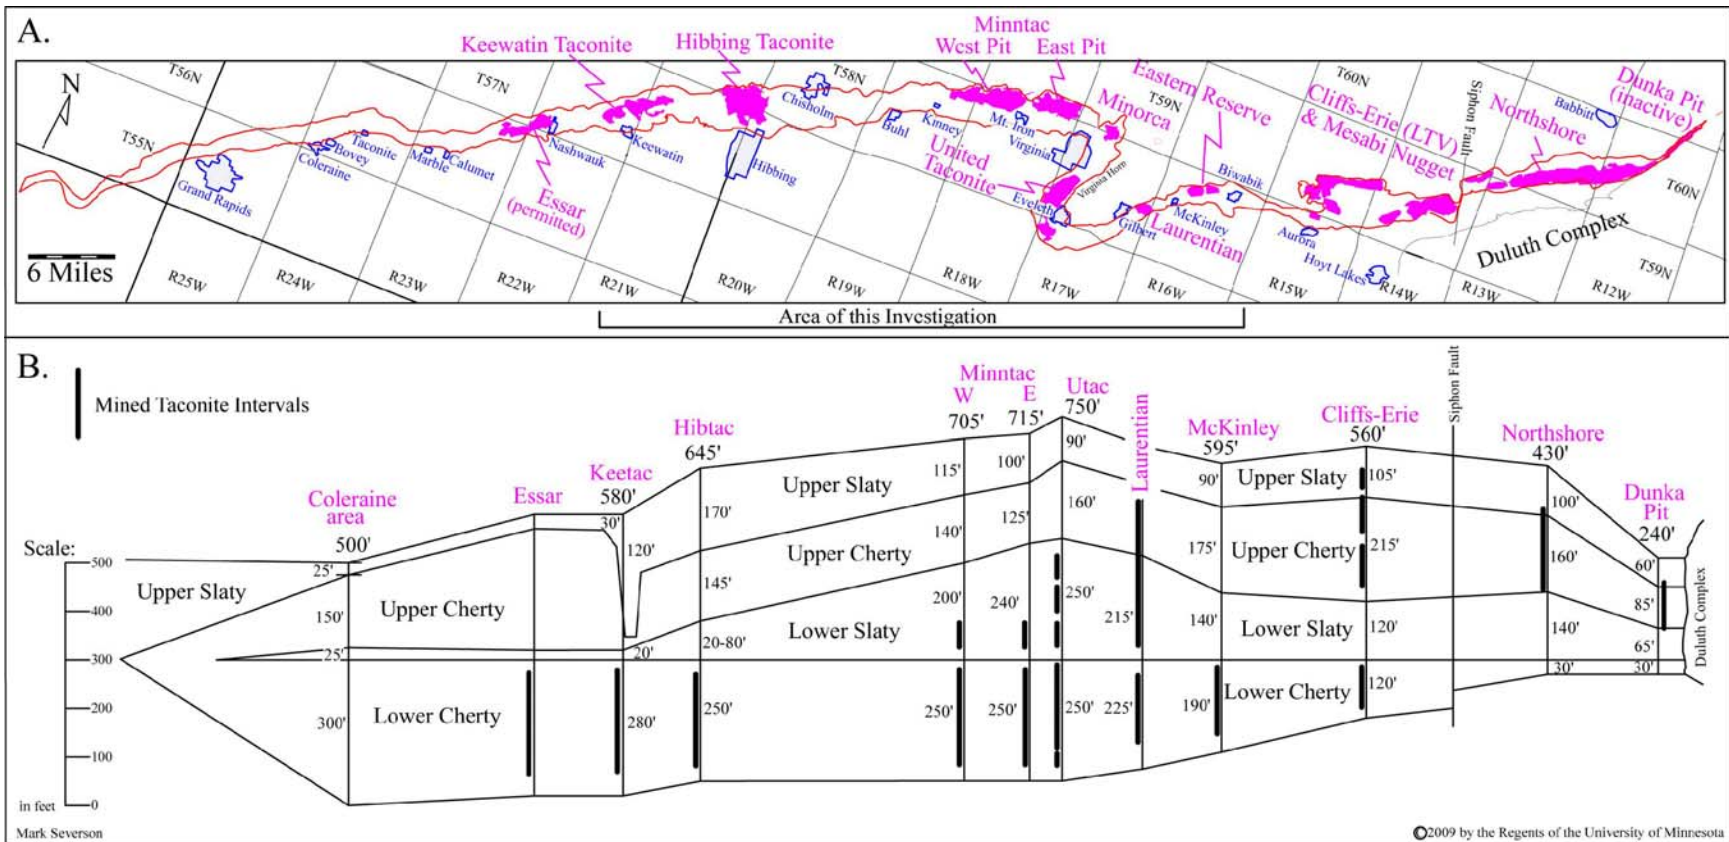 A.
N
6 Miles
Keewatin Taconite
Hibbing Taconite
Minntac
West Pit
East Pit
Eastern Reserve
Minorca
United
Taconite
Laurentian
Cliffs-Erie (LTV)
& Mesabi Nugget
Northshore
Dunka Pit
(inactive)
Essar
(permitted)
Siphon Fault
Virginia Horn
Duluth Complex
T55N
T56N
T57N
T58N
T59N
T60N
T60N
T59N
Grand Rapids
Coleraine
Bovey
Taconite
Marble
Calumet
Nashwauk
Keewatin
Hibbing
Chisholm
Buhl
Kinney
Mt. Iron
Virginia
Eveleth
Gilbert
McKinley
Biwabik
Aurora
Hoyt Lakes
Babbitt
R25W
R24W
R23W
R22W
R21W
R20W
R19W
R18W
R17W
R16W
R15W
R14W
R13W
R12W
Area of this Investigation
B.
Mined Taconite Intervals
Scale:
500
400
300
200
100
0
in feet
Coleraine
area
500'
25'
150'
25'
300'
Essar
Keetac
580'
30'
120'
20'
280'
Hibtac
645'
170'
145'
20-80'
250'
Minntac
W
705'
115'
140'
200'
250'
E
715'
100'
125'
240'
250'
Utac
750'
90'
160'
250'
250'
Laurentian
215'
225'
McKinley
595'
90'
175'
140'
190'
Cliffs-Erie
560'
105'
215'
120'
120'
Siphon Fault
Northshore
430'
100'
160'
140'
30'
Dunka
Pit
240'
60'
85'
65'
30'
Duluth Complex
Upper Slaty
Upper Cherty
Lower Cherty
Upper Slaty
Upper Cherty
Lower Slaty
Upper Slaty
Upper Cherty
Lower Slaty
Lower Cherty
Mark Severson
©2009 by the Regents of the University of Minnesota